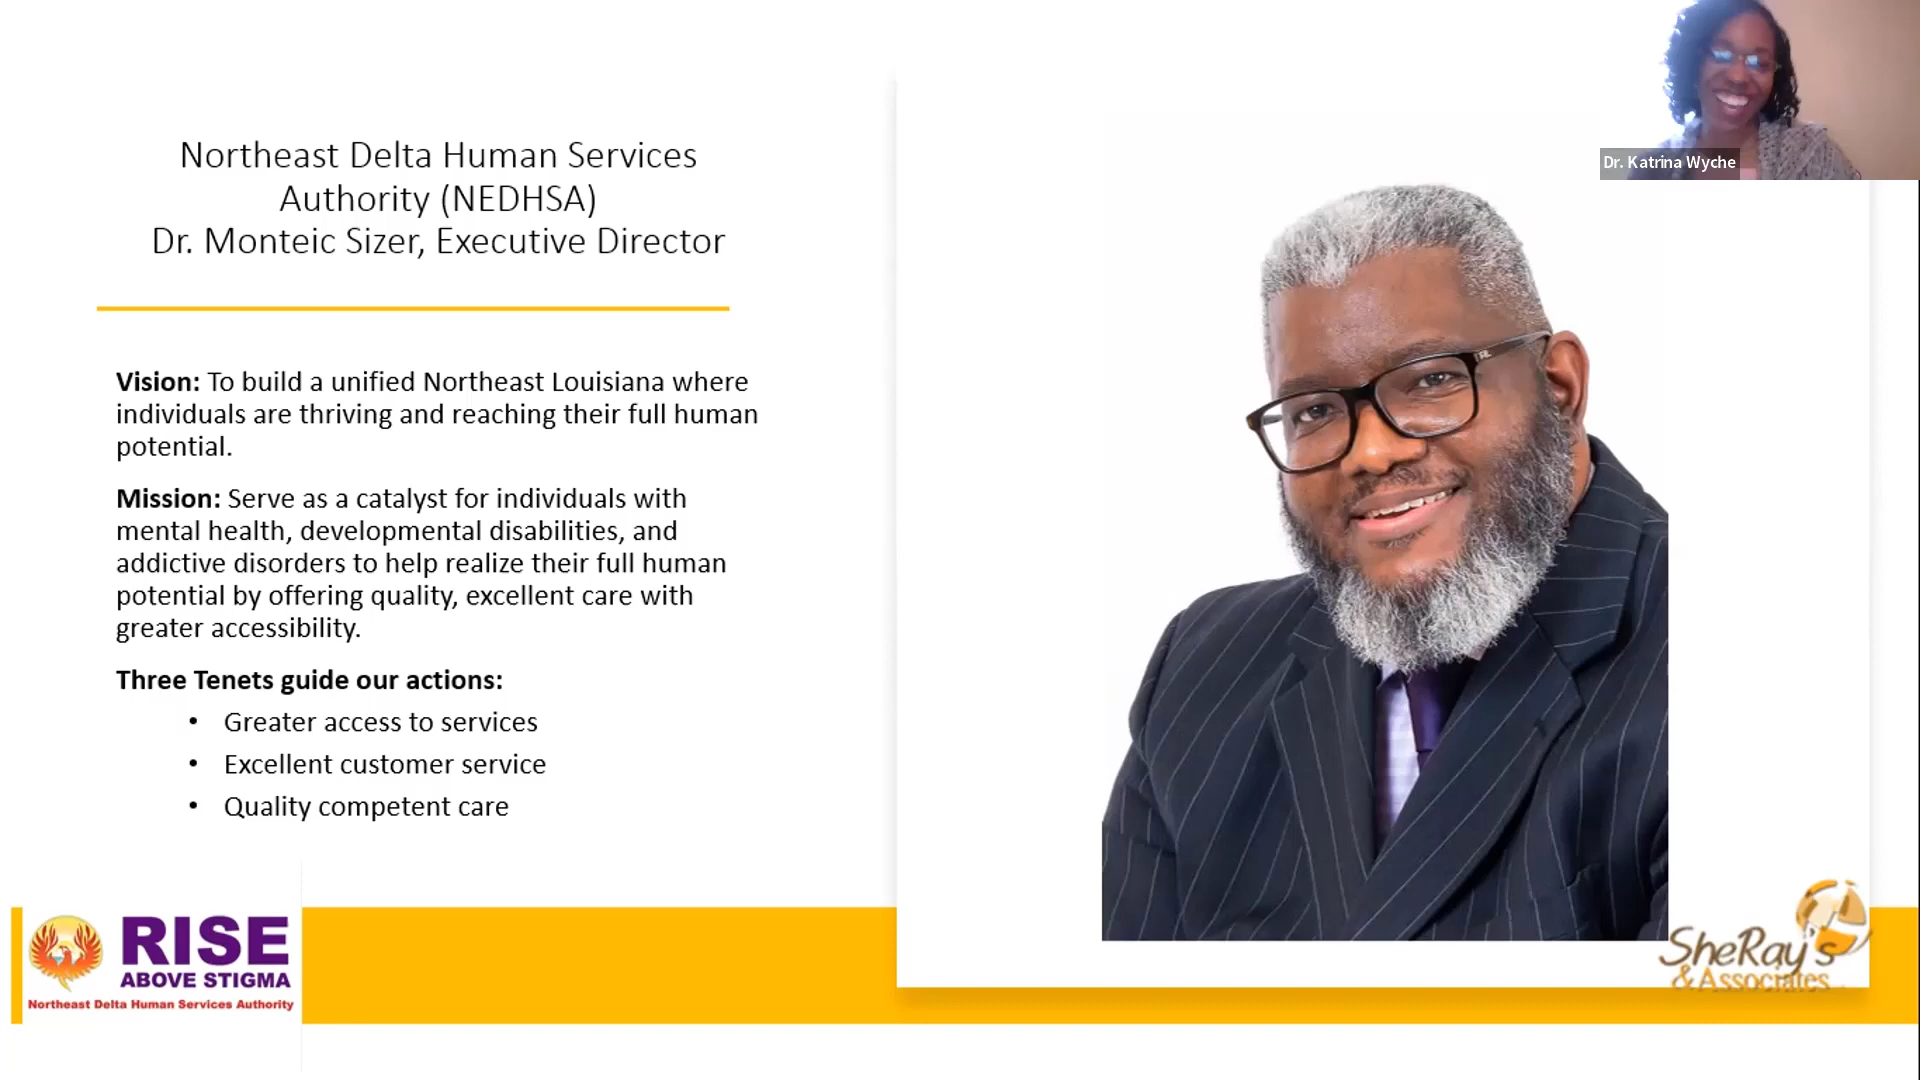 Northeast Delta Human Services
Authority (NEDHSA)
Dr. Monteic Sizer, Executive Director
Vision: To build a unified Northeast Louisiana where
individuals are thriving and reaching their full human
potential.
Mission: Serve as a catalyst for individuals with
mental health, developmental disabilities, and
addictive disorders to help realize their full human
potential by offering quality, excellent care with
greater accessibility.
Three Tenets guide our actions:
• Greater access to services
• Excellent customer service
• Quality competent care
RISE
ABOVE STIGMA
Northeast Delta Human Services Authority
Dr. Katrina Wyche
SheRay's
& Associates